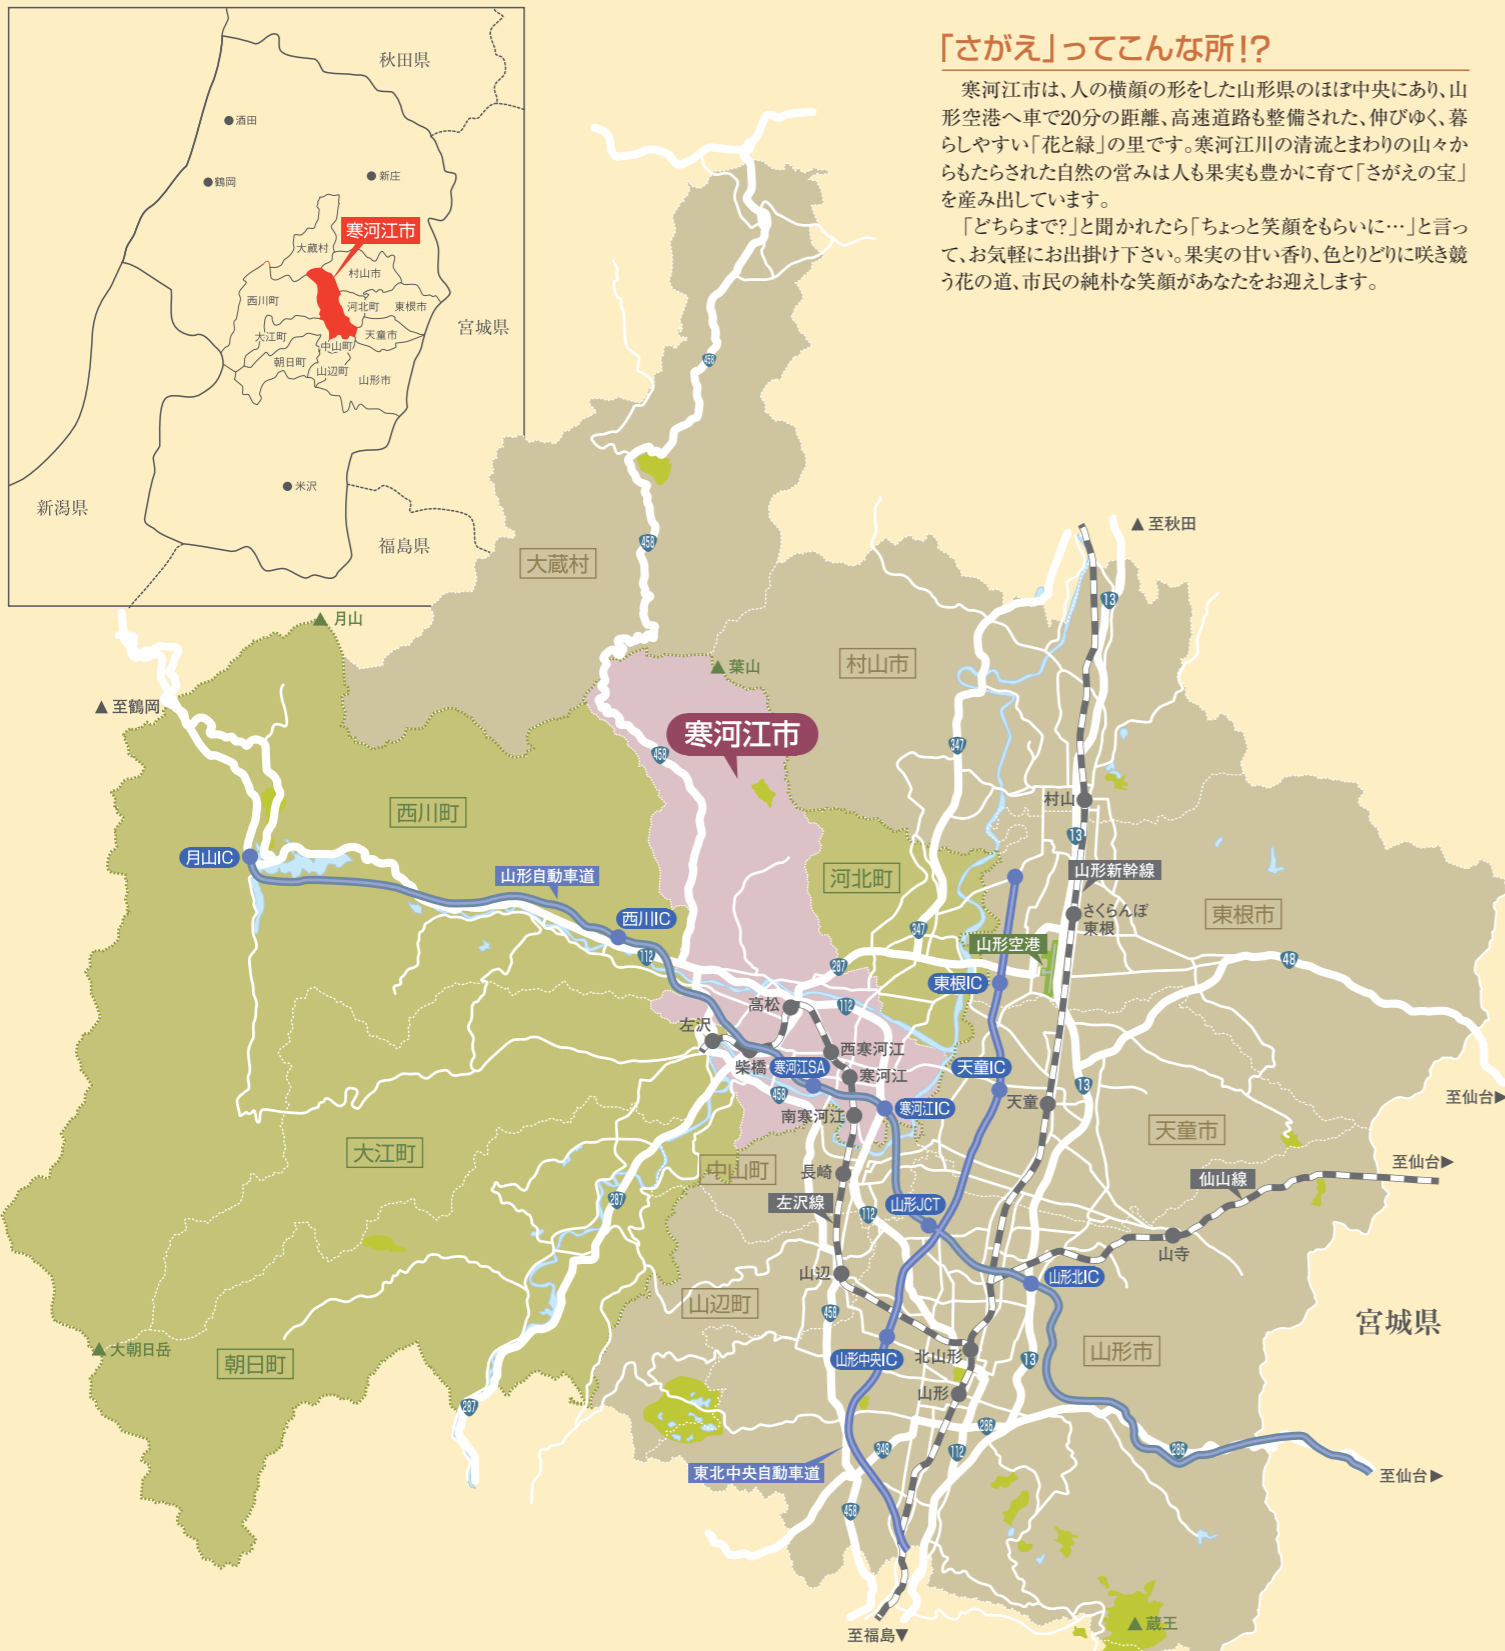 「さがえ」ってこんな所!?
寒河江市は、人の横顔の形をした山形県のほぼ中央にあり、山
形空港へ車で20分の距離、高速道路も整備された、伸びゆく、暮
らしやすい「花と緑」の里です。寒河江川の清流とまわりの山々か
らもたらされた自然の営みは人も果実も豊かに育て「さがえの宝」
を産み出しています。
「どちらまで?」と聞かれたら「ちょっと笑顔をもらいに…」と言っ
て、お気軽にお出掛け下さい。果実の甘い香り、色とりどりに咲き競
う花の道、市民の純朴な笑顔があなたをお迎えします。
秋田県
酒田
鶴岡
新庄
寒河江市
大蔵村
村山市
西川町
河北町
東根市
宮城県
大江町
天童市
中山町
朝日町
山辺町
山形市
米沢
新潟県
福島県
458
▲ 至秋田
458
大蔵村
13
▲ 月山
村山市
▲ 葉山
▲ 至鶴岡
寒河江市
458
347
村山
西川町
13
月山IC
山形自動車道
河北町
山形新幹線
さくらんぼ
東根
東根市
西川IC
347
山形空港
112
287
48
東根IC
高松
112
左沢
西寒河江
柴橋
寒河江SA
寒河江
天童IC
458
13
至仙台▶
南寒河江
寒河江IC
天童
天童市
大江町
中山町
長崎
至仙台▶
仙山線
左沢線
287
112
山形JCT
山寺
山辺
山形北IC
山辺町
458
宮城県
▲ 大朝日岳
朝日町
山形中央IC
北山形
13
山形市
山形
287
286
348
112
286
東北中央自動車道
至仙台▶
458
▲ 蔵王
至福島▼